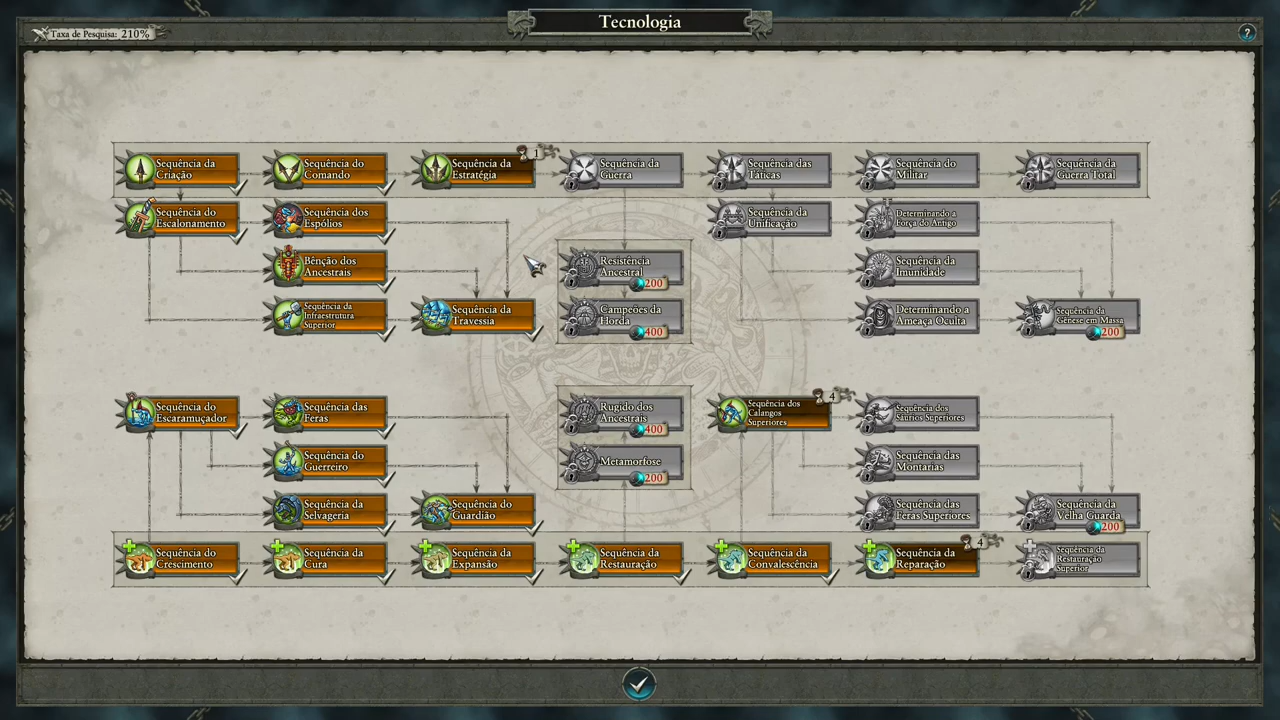 Tecnologia
Taxa de Pesquisa: 210%
?
Sequência da
Criação
Sequência do
Comando
Sequência da
Estratégia
1
Sequência da
Guerra
Sequência das
Táticas
Sequência do
Militar
Sequência da
Guerra Total
Sequência do
Escalonamento
Sequência dos
Espólios
Sequência da
Unificação
Determinando a
Força do Antigo
Bênção dos
Ancestrais
Resistência
Ancestral
200
Sequência da
Imunidade
Sequência da
Infraestrutura
Superior
Sequência da
Travessia
Campeões da
Horda
400
Determinando a
Ameaça Oculta
Sequência da
Gênese em Massa
200
Sequência do
Escaramuçador
Sequência das
Feras
Rugido dos
Ancestrais
400
Sequência dos
Calangos
Superiores
4
Sequência dos
Sáurios Superiores
Sequência do
Guerreiro
Metamorfose
200
Sequência das
Montarias
Sequência da
Selvageria
Sequência do
Guardião
Sequência das
Feras Superiores
Sequência da
Velha Guarda
200
Sequência do
Crescimento
Sequência da
Cura
Sequência da
Expansão
Sequência da
Restauração
Sequência da
Convalescência
Sequência da
Reparação
4
Sequência da
Restauração
Superior